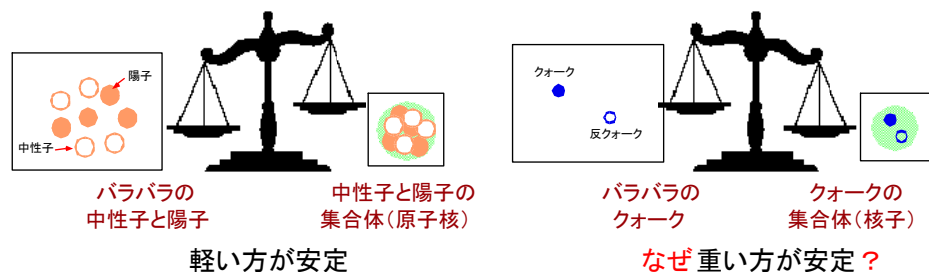 陽子
中性子
バラバラの
中性子と陽子
中性子と陽子の
集合体(原子核)
軽い方が安定
クォーク
反クォーク
バラバラの
クォーク
クォークの
集合体(核子)
なぜ重い方が安定?